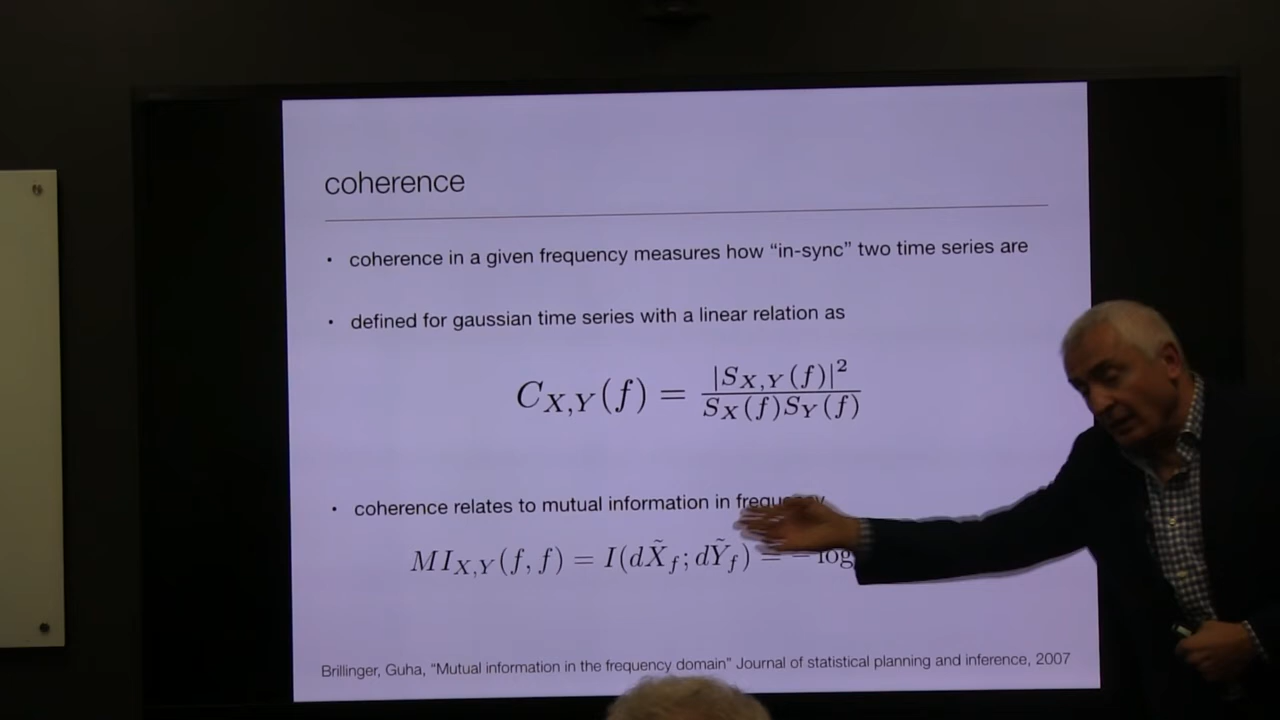 coherence
• coherence in a given frequency measures how “in-sync” two time series are
• defined for gaussian time series with a linear relation as
C_{X,Y}(f) = |S_{X,Y}(f)|² / S_X(f)S_Y(f)
• coherence relates to mutual information in frequency
MI_{X,Y}(f, f) = I(dX̃_f; dỸ_f) = − log
Brillinger, Guha, “Mutual information in the frequency domain” Journal of statistical planning and inference, 2007